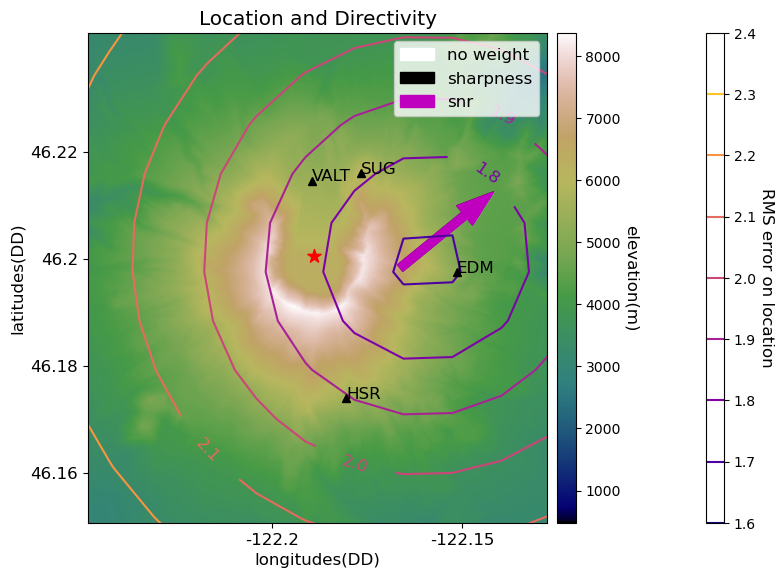 Location and Directivity
no weight
sharpness
snr
VALT
SUG
EDM
HSR
1.8
2.1
2.0
1.9
46.22
46.2
46.18
46.16
latitudes(DD)
-122.2
-122.15
longitudes(DD)
8000
7000
6000
5000
4000
3000
2000
1000
elevation(m)
2.4
2.3
2.2
2.1
2.0
1.9
1.8
1.7
1.6
RMS error on location